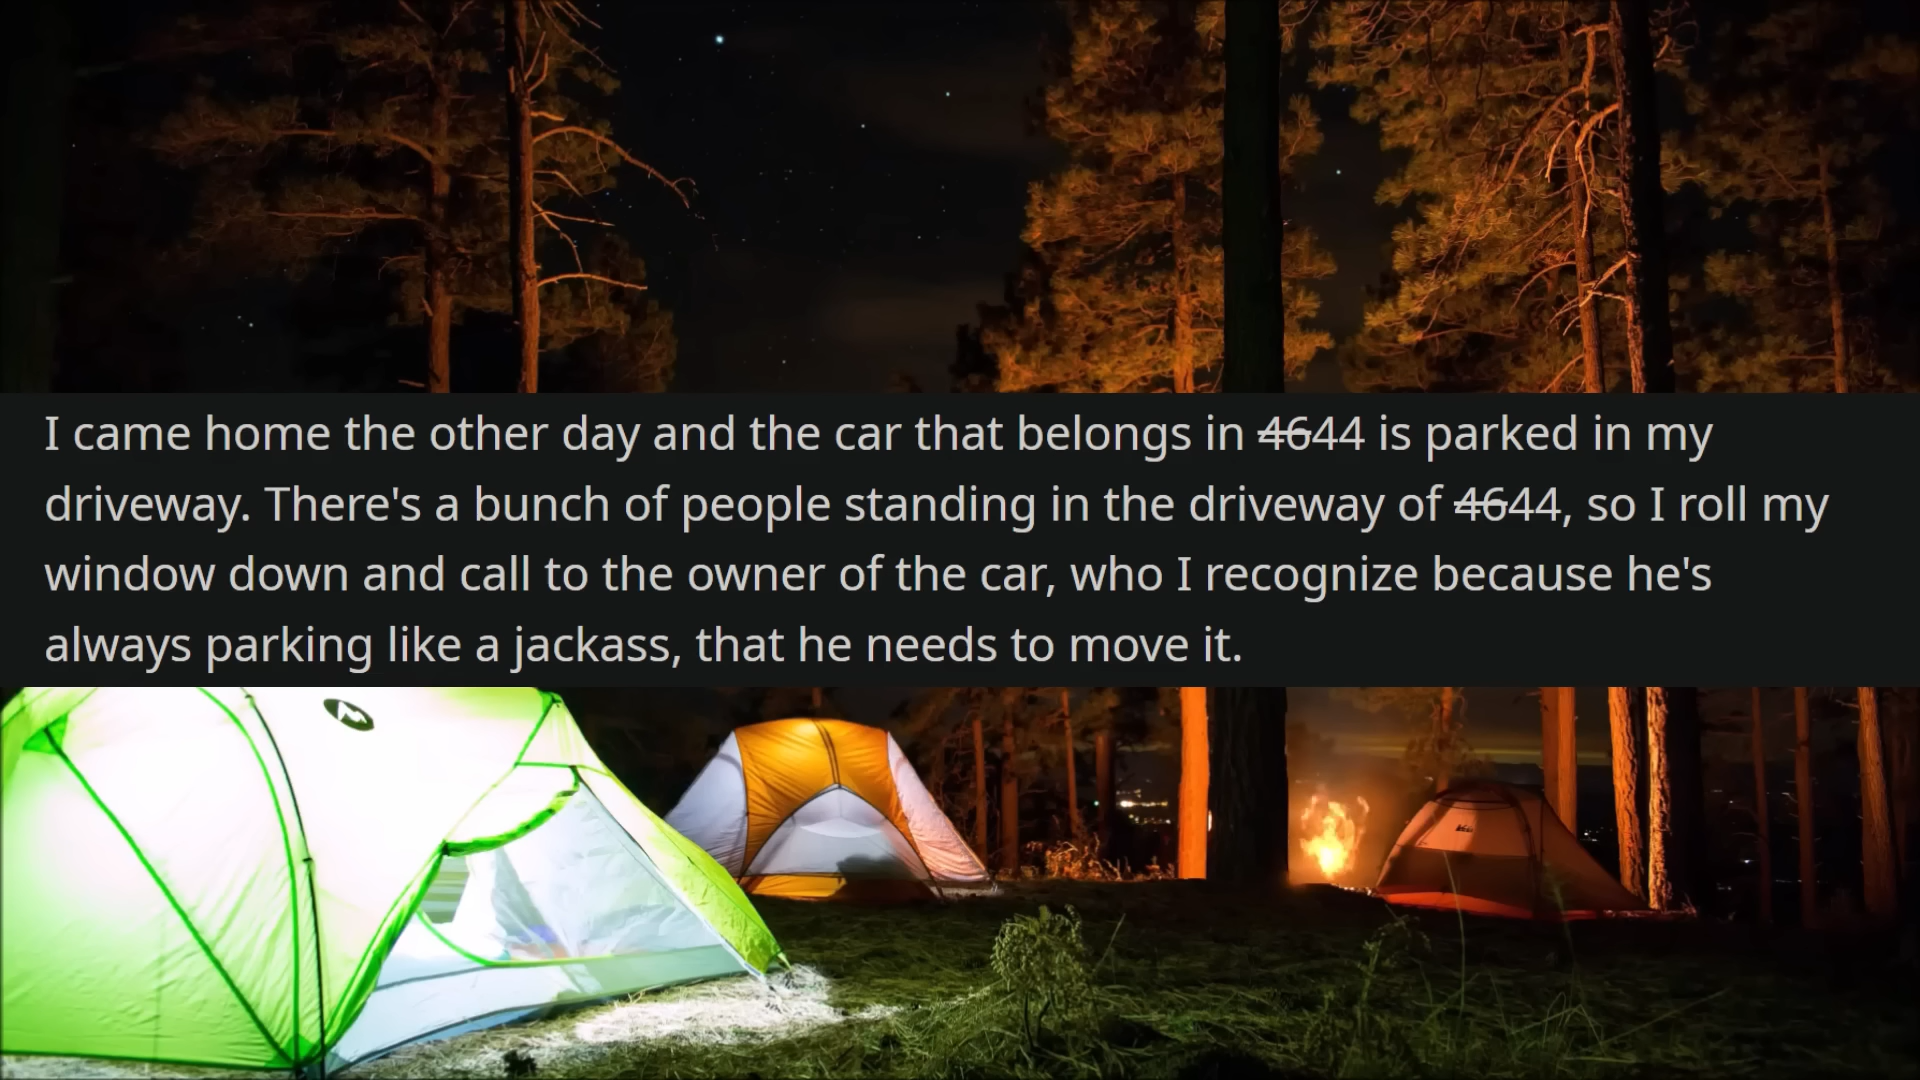 I came home the other day and the car that belongs in 4644 is parked in my
driveway. There's a bunch of people standing in the driveway of 4644, so I roll my
window down and call to the owner of the car, who I recognize because he's
always parking like a jackass, that he needs to move it.